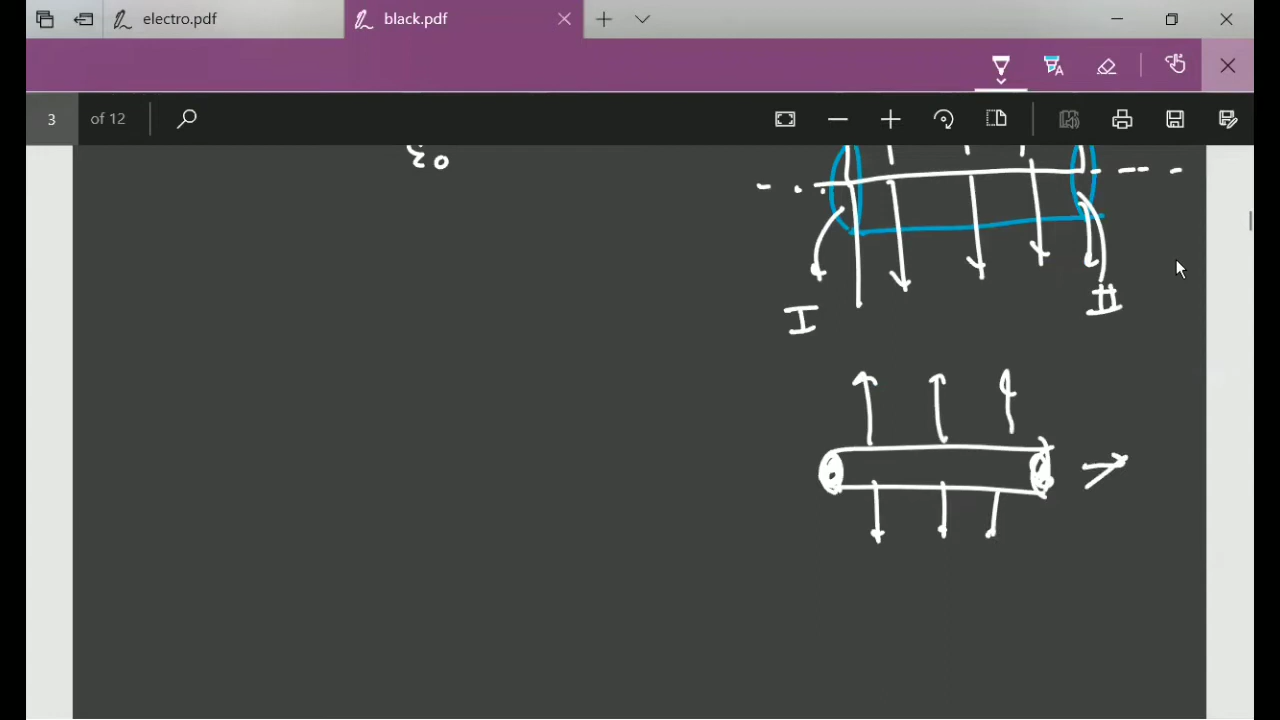 electro.pdf
black.pdf
3 of 12
ε0
I
II